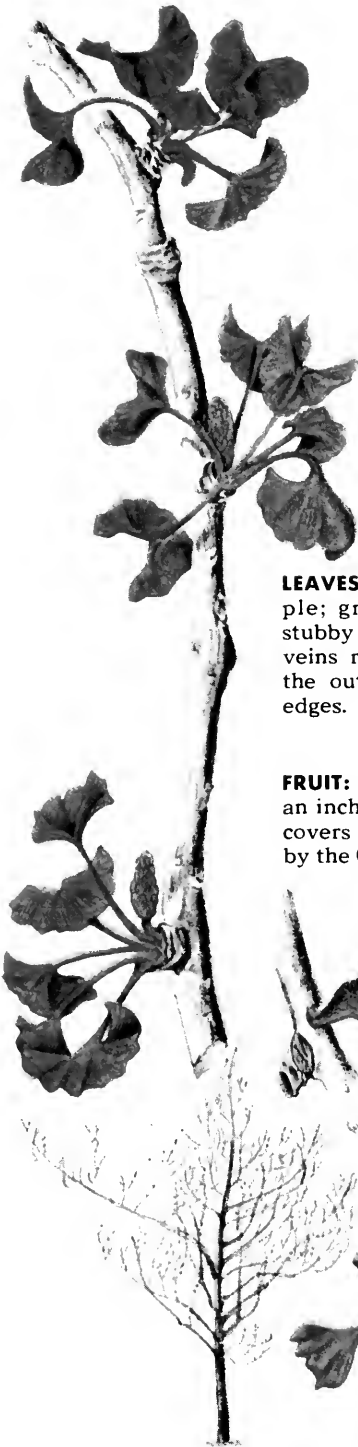 LEAVES
ple; gr
stubby
veins r
the out
edges.
FRUIT:
an inch
covers
by the